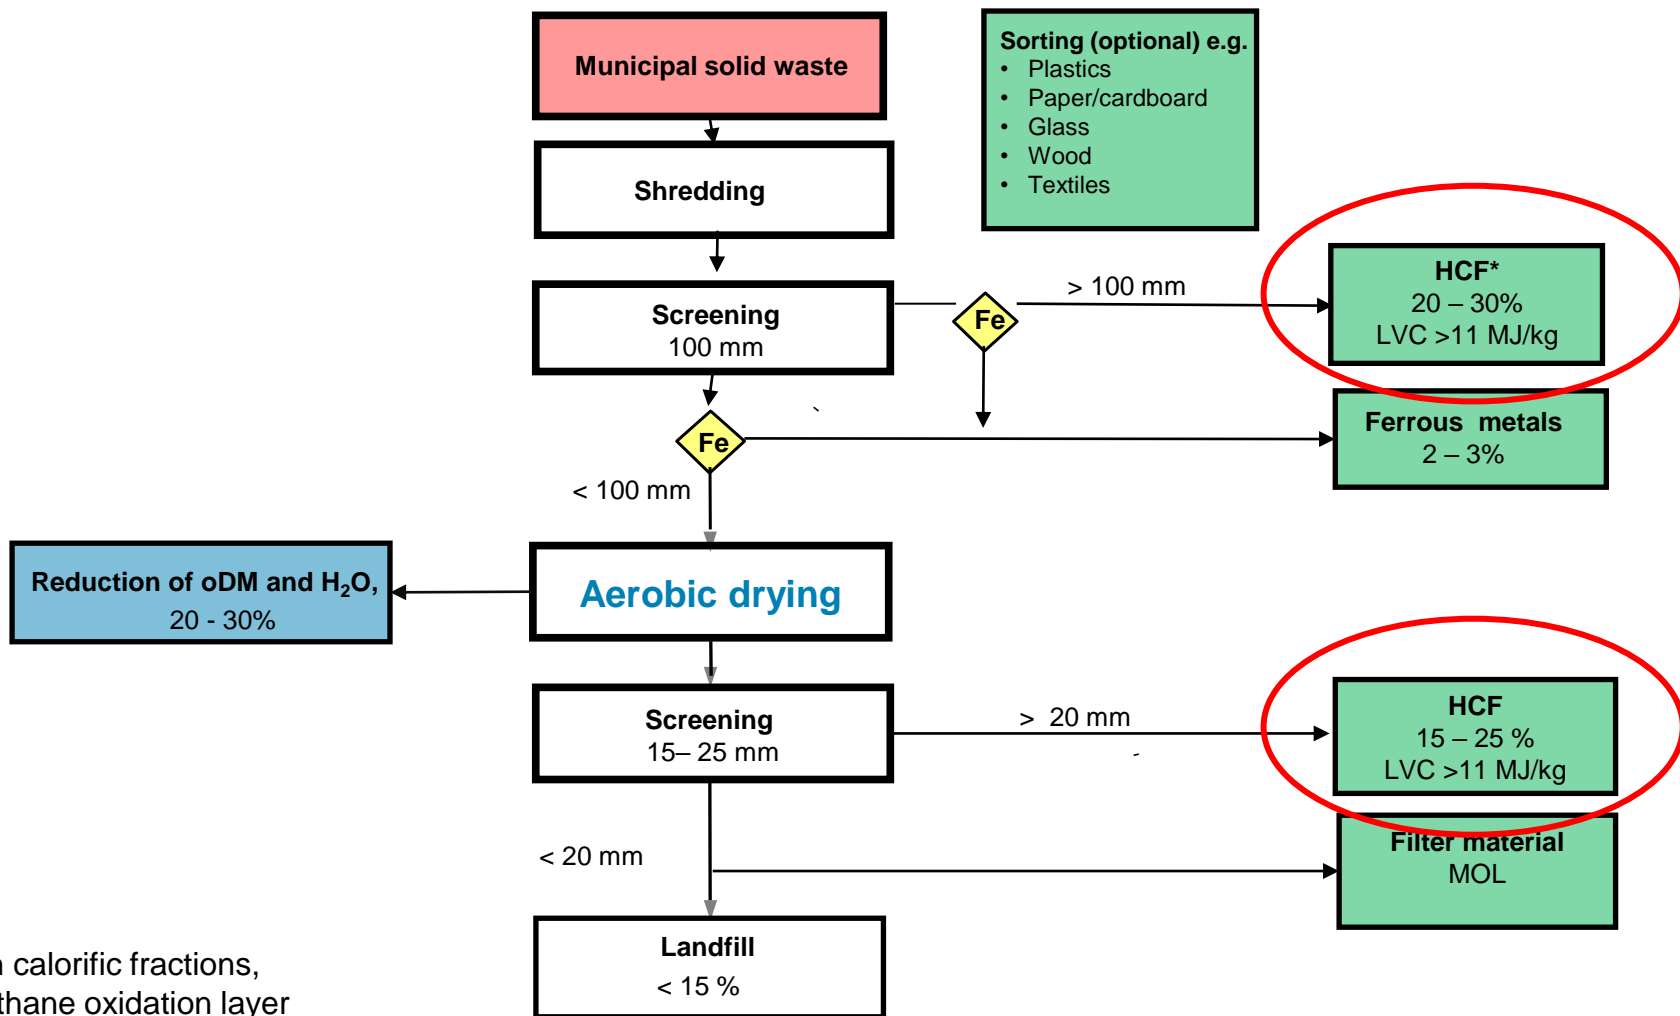 Municipal solid waste
Sorting (optional) e.g.
• Plastics
• Paper/cardboard
• Glass
• Wood
• Textiles
Shredding
Screening
100 mm
Fe
> 100 mm
HCF*
20 – 30%
LVC >11 MJ/kg
Fe
Ferrous metals
2 – 3%
< 100 mm
Reduction of oDM and H₂O,
20 - 30%
Aerobic drying
Screening
15– 25 mm
> 20 mm
HCF
15 – 25 %
LVC >11 MJ/kg
< 20 mm
Filter material
MOL
Landfill
< 15 %
calorific fractions,
thane oxidation layer